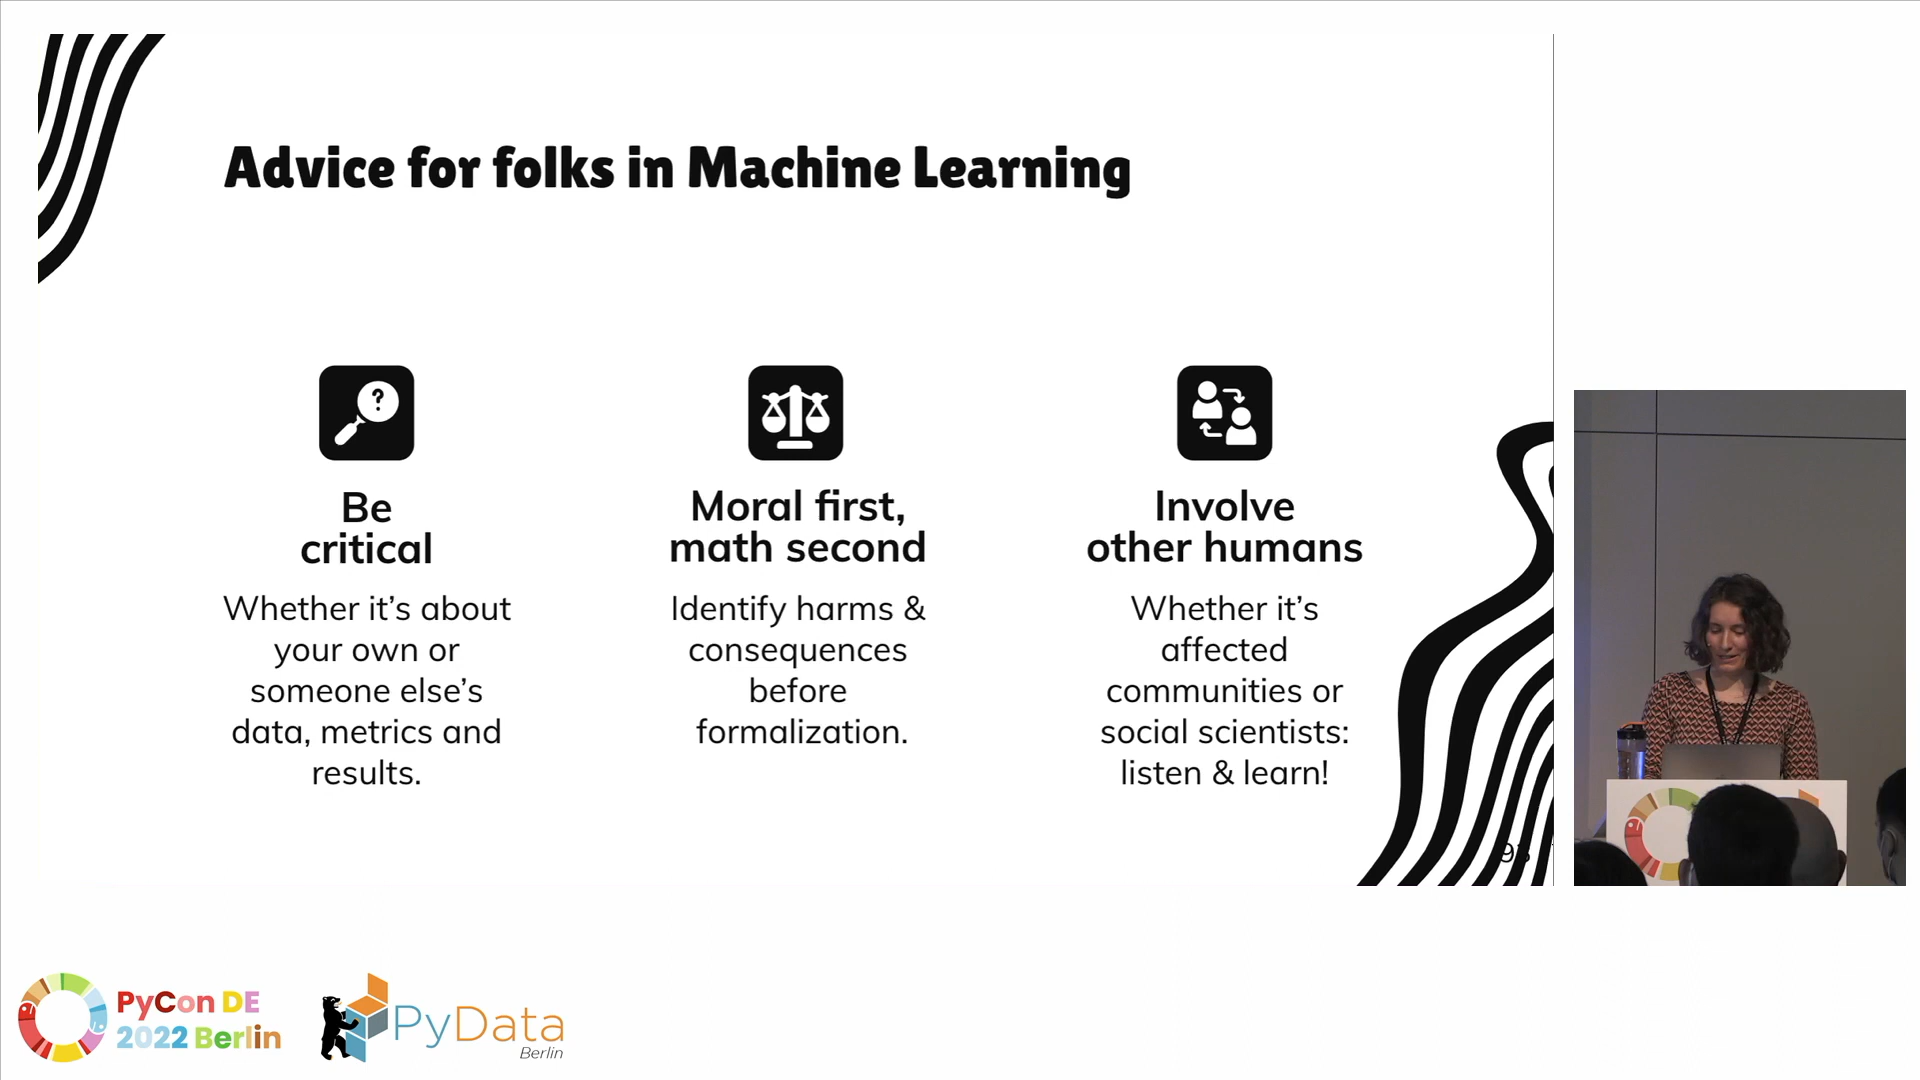 Advice for folks in Machine Learning
?
Be
critical
Whether it's about
your own or
someone else's
data, metrics and
results.
Moral first,
math second
Identify harms &
consequences
before
formalization.
Involve
other humans
Whether it's
affected
communities or
social scientists:
listen & learn!
PyCon DE
2022 Berlin
PyData
Berlin